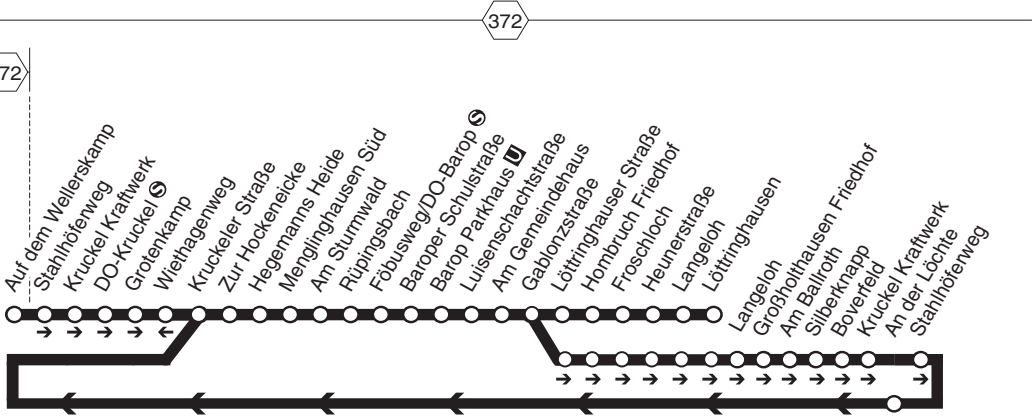 372
72
Auf dem Wellerskamp
Stahlhöferweg
Kruckel Kraftwerk
DO-Kruckel S
Grotenkamp
Wiethagenweg
Kruckeler Straße
Zur Hockeneicke
Hegemanns Heide
Menglinghausen Süd
Am Sturmwald
Rüpingsbach
Föbusweg/DO-Barop S
Baroper Schulstraße
Barop Parkhaus U
Luisenschachtstraße
Am Gemeindehaus
Gablonzstraße
Löttringhauser Straße
Hombruch Friedhof
Froschloch
Heunerstraße
Langeloh
Löttringhausen
Langeloh
Großholthausen Friedhof
Am Ballroth
Silberknapp
Boverfeld
Kruckel Kraftwerk
An der Löchte
Stahlhöferweg